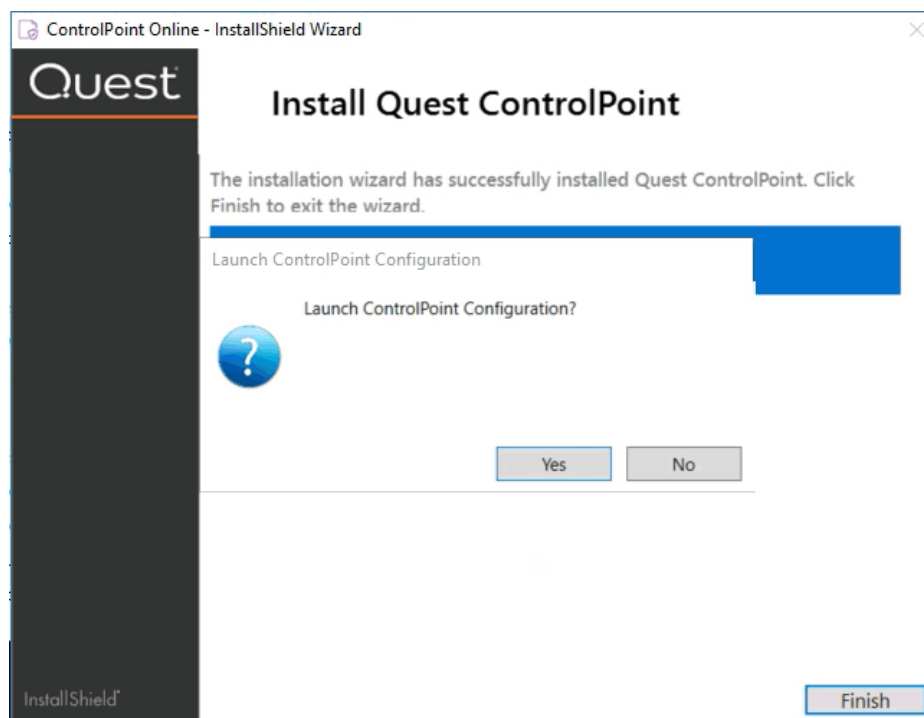 ControlPoint Online - InstallShield Wizard
Quest
Install Quest ControlPoint
The installation wizard has successfully installed Quest ControlPoint. Click
Finish to exit the wizard.
Launch ControlPoint Configuration
Launch ControlPoint Configuration?
?
Yes
No
InstallShield
Finish